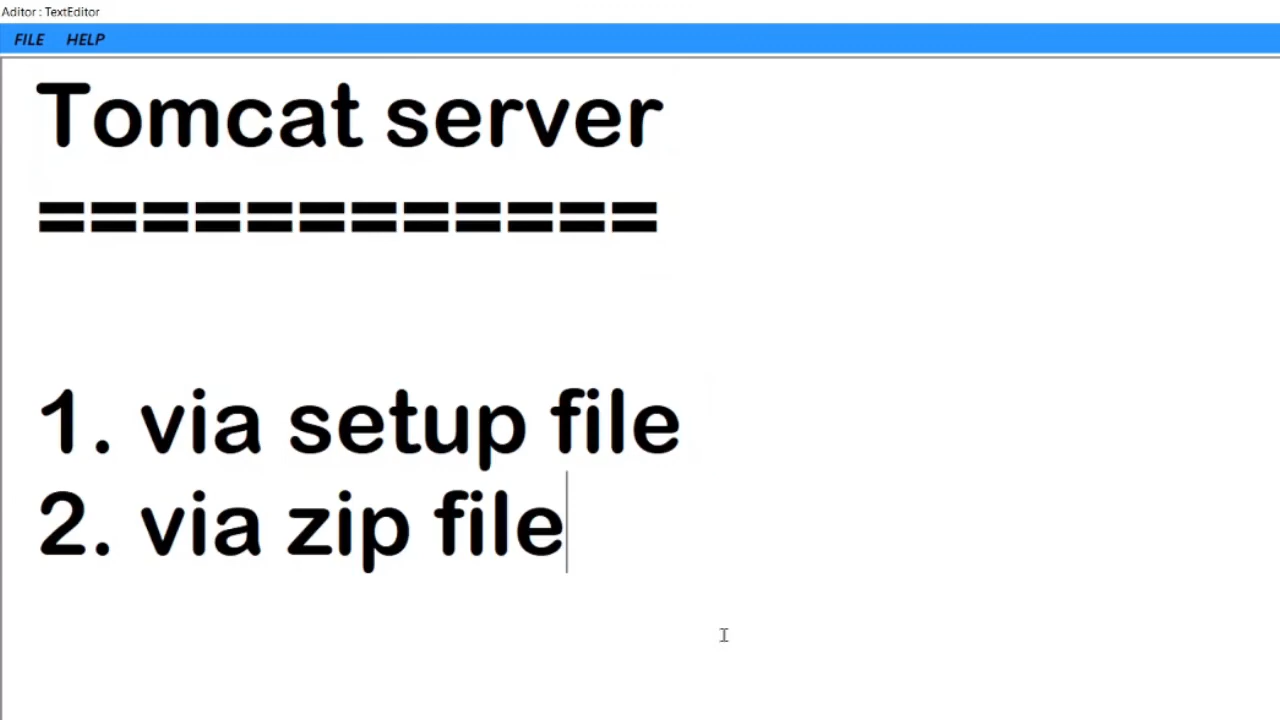 Aditor : TextEditor
FILE HELP
Tomcat server
============
1. via setup file
2. via zip file